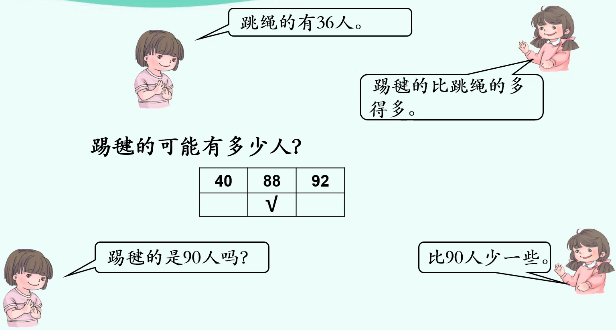 跳绳的有36人。
踢毽的比跳绳的多
得多。
踢毽的可能有多少人?
40 88 92
√
踢毽的是90人吗?
比90人少一些。